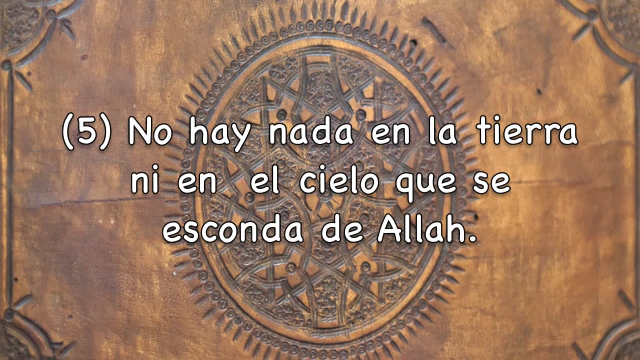 (5) No hay nada en la tierra
ni en el cielo que se
esconda de Allah.